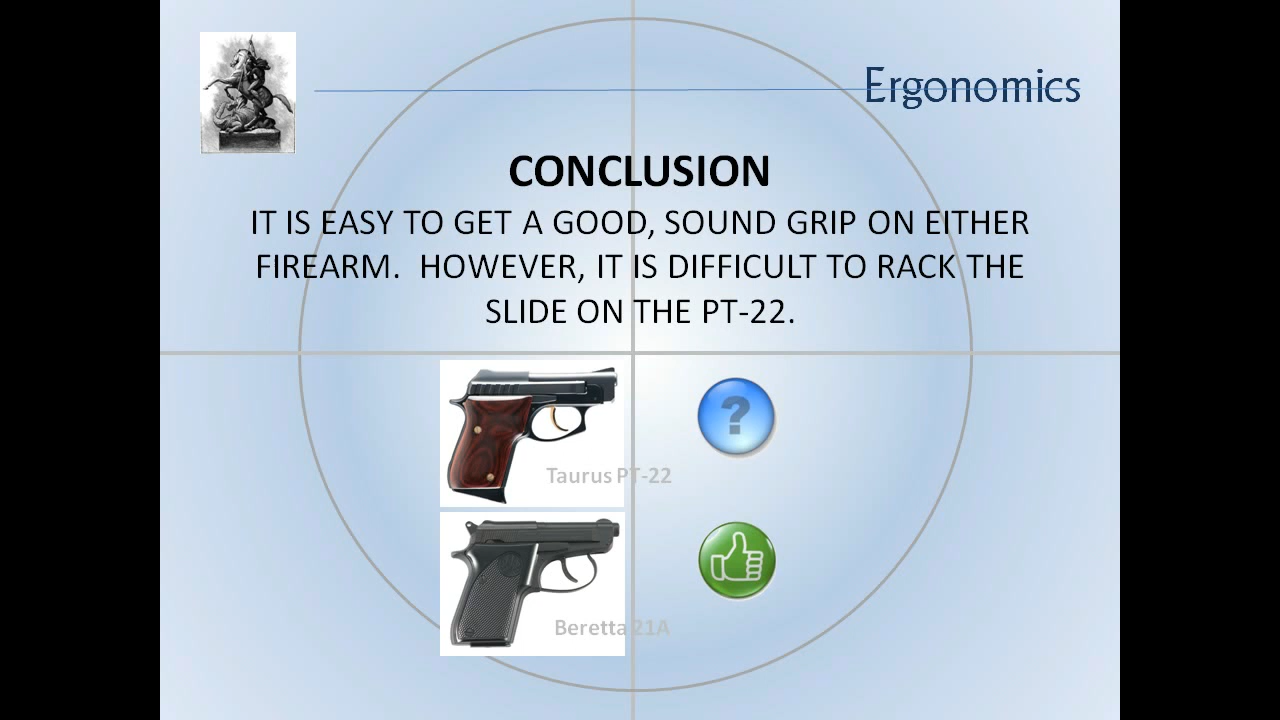 Ergonomics
CONCLUSION
IT IS EASY TO GET A GOOD, SOUND GRIP ON EITHER
FIREARM.  HOWEVER, IT IS DIFFICULT TO RACK THE
SLIDE ON THE PT-22.
?
Taurus PT-22
Beretta 21A